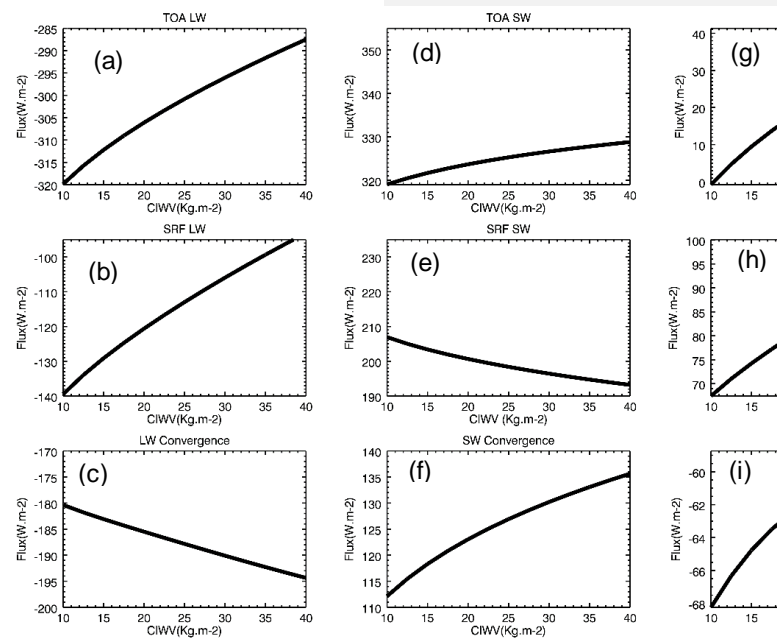 TOA LW
(a)
Flux(W.m-2)
-285
-290
-295
-300
-305
-310
-315
-320
10 15 20 25 30 35 40
CIWV(Kg.m-2)
TOA SW
(d)
Flux(W.m-2)
350
340
330
320
10 15 20 25 30 35 40
CIWV(Kg.m-2)
(g)
Flux(W.m-2)
40
30
20
10
0
10 15
SRF LW
(b)
Flux(W.m-2)
-100
-110
-120
-130
-140
10 15 20 25 30 35 40
CIWV(Kg.m-2)
SRF SW
(e)
Flux(W.m-2)
230
220
210
200
190
10 15 20 25 30 35 40
CIWV (Kg.m-2)
(h)
Flux(W.m-2)
100
95
90
85
80
75
70
10 15
LW Convergence
(c)
Flux(W.m-2)
-170
-175
-180
-185
-190
-195
-200
10 15 20 25 30 35 40
CIWV(Kg.m-2)
SW Convergence
(f)
Flux(W.m-2)
140
135
130
125
120
115
110
10 15 20 25 30 35 40
CIWV(Kg.m-2)
(i)
Flux(W.m-2)
-60
-62
-64
-66
-68
10 15